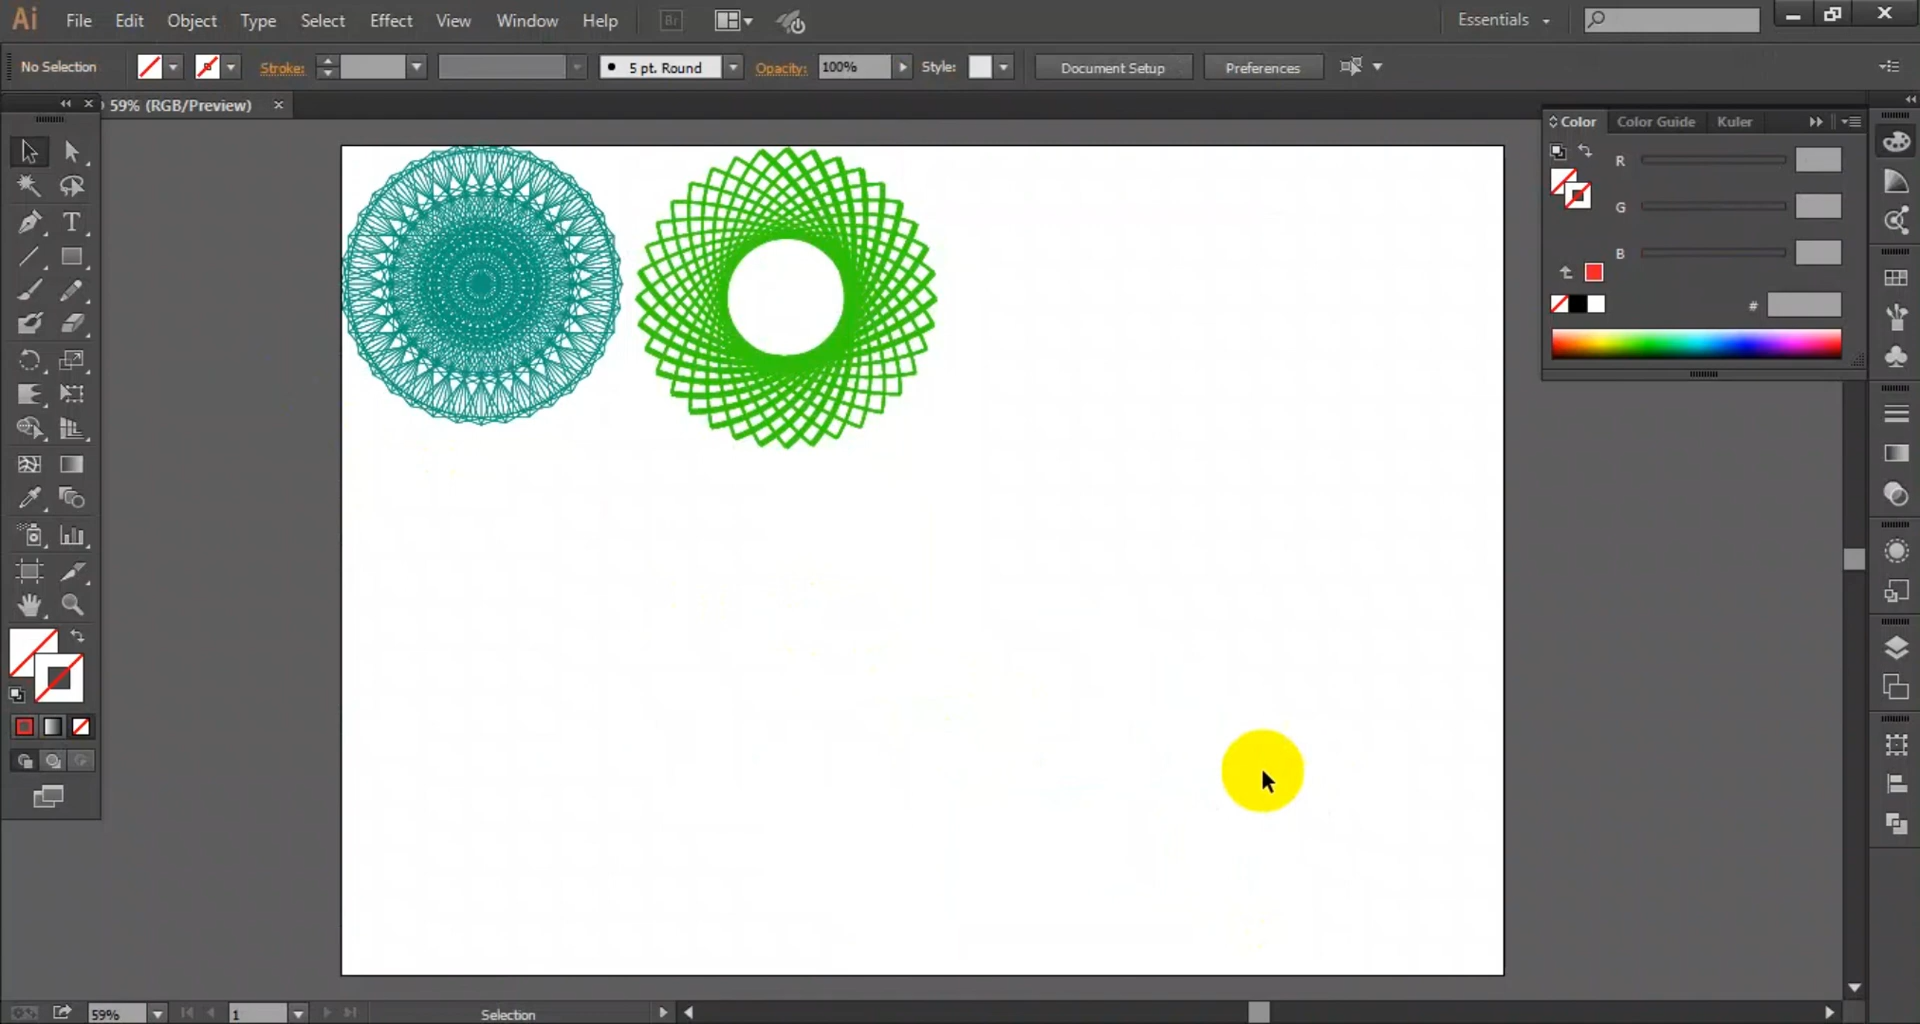 Ai File Edit Object Type Select Effect View Window Help Br Essentials
No Selection Stroke: 5 pt. Round Opacity: 100% Style: Document Setup Preferences
59% (RGB/Preview)
Color Color Guide Kuler
R
G
B
#
T
59% 1 Selection